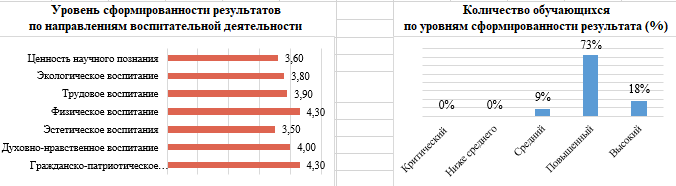 Уровень сформированности результатов
по направлениям воспитательной деятельности
Ценность научного познания 3,60
Экологическое воспитание 3,80
Трудовое воспитание 3,90
Физическое воспитание 4,30
Эстетическое воспитание 3,50
Духовно-нравственное воспитание 4,00
Гражданско-патриотическое… 4,30
Количество обучающихся
по уровням сформированности результата (%)
0% 0% 9% 73% 18%
Критический
Ниже среднего
Средний
Повышенный
Высокий